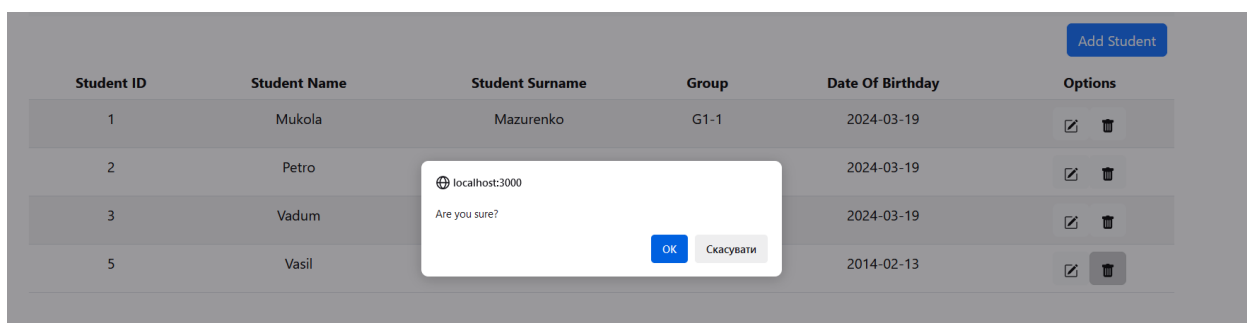 Add Student
Student ID Student Name Student Surname Group Date Of Birthday Options
1 Mukola Mazurenko G1-1 2024-03-19
2 Petro 2024-03-19
localhost:3000
Are you sure?
3 Vadum 2024-03-19
OK Скасувати
5 Vasil 2014-02-13